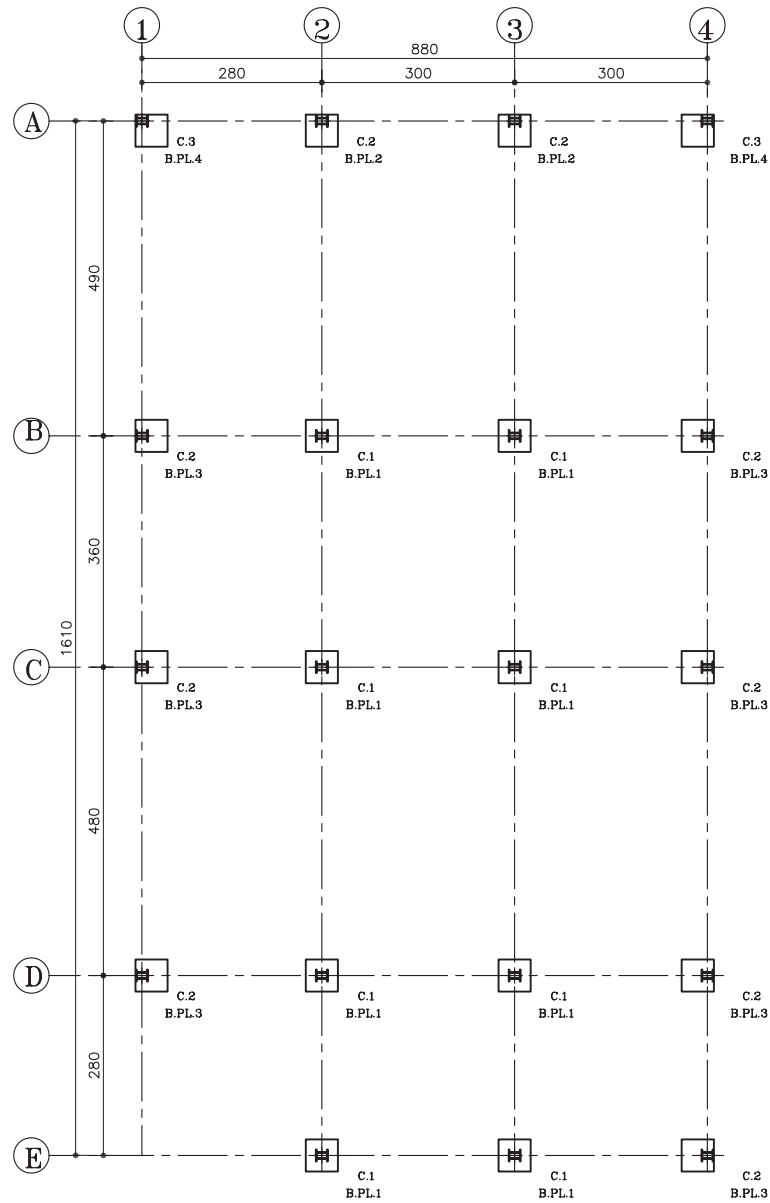 1 2 3 4
880
280 300 300
A
C.3 C.2 C.2 C.3
B.PL.4 B.PL.2 B.PL.2 B.PL.4
490
B
C.2 C.1 C.1 C.2
B.PL.3 B.PL.1 B.PL.1 B.PL.3
360
1610
C
C.2 C.1 C.1 C.2
B.PL.3 B.PL.1 B.PL.1 B.PL.3
480
D
C.2 C.1 C.1 C.2
B.PL.3 B.PL.1 B.PL.1 B.PL.3
280
E
C.1 C.1 C.2
B.PL.1 B.PL.1 B.PL.3